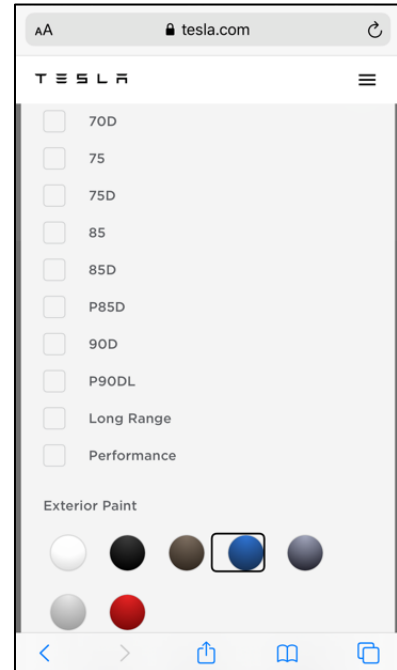 AA tesla.com
TESLA
70D
75
75D
85
85D
P85D
90D
P90DL
Long Range
Performance
Exterior Paint